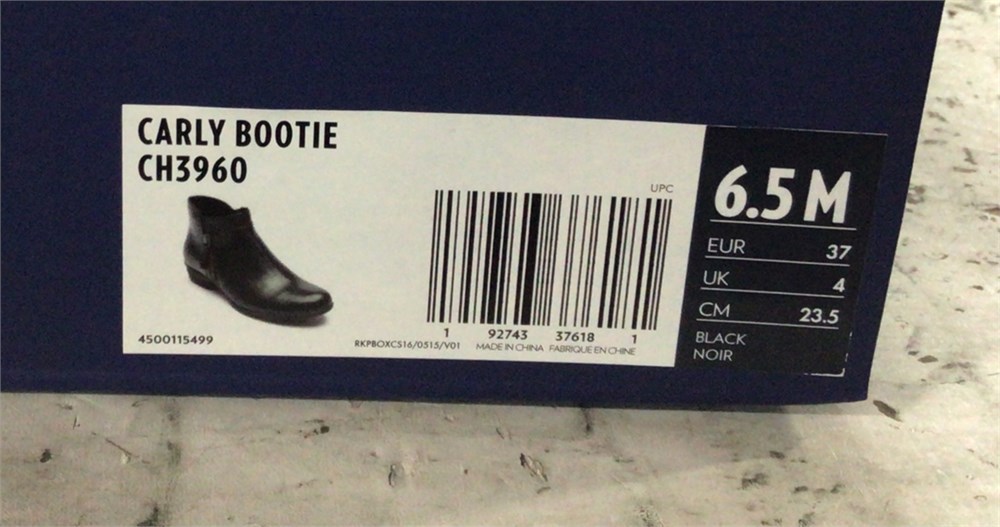 CARLY BOOTIE
CH3960
4500115499
UPC
1 92743 37618 1
RKPBOXCS16/0515/V01 MADE IN CHINA FABRIQUE EN CHINE
6.5 M
EUR 37
UK 4
CM 23.5
BLACK
NOIR